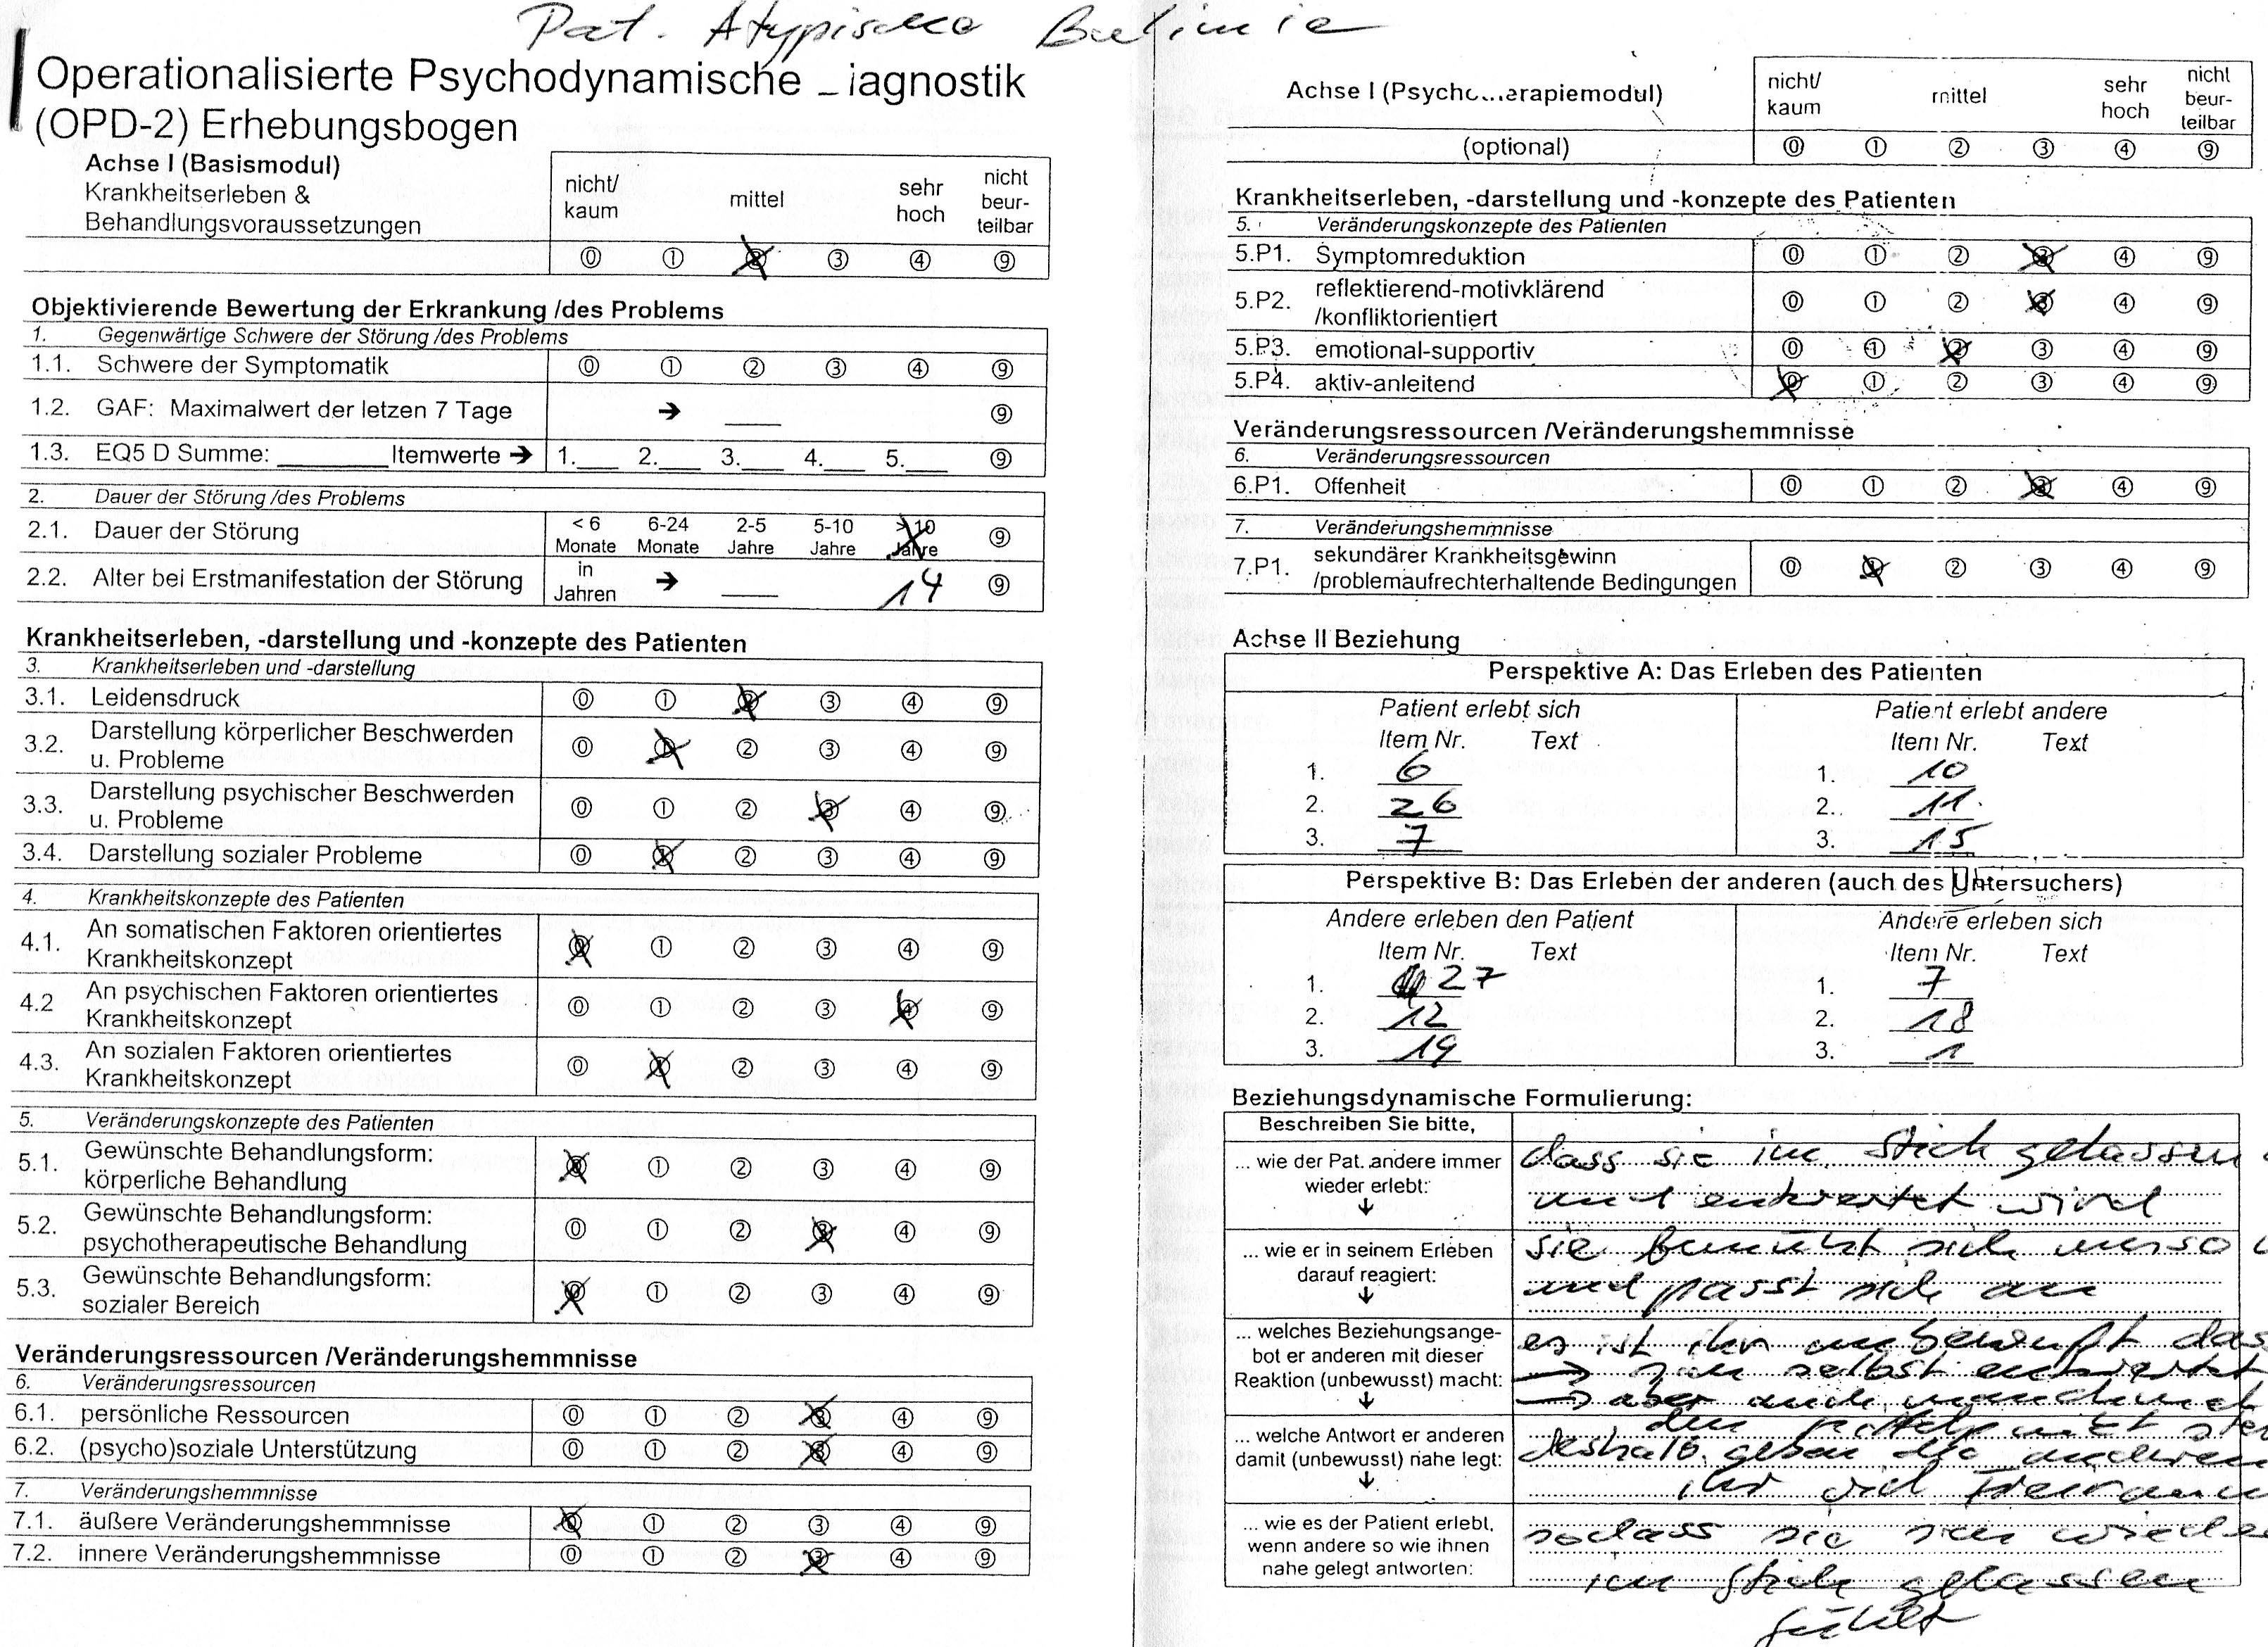 Pat. Atypische Bulimie
Operationalisierte Psychodynamische _iagnostik
(OPD-2) Erhebungsbogen
Achse I (Basismodul)
Krankheitserleben &
Behandlungsvoraussetzungen
nicht/ kaum mittel sehr hoch nicht beur- teilbar
⓪ ① ② ③ ④ ⑨
Objektivierende Bewertung der Erkrankung /des Problems
1. Gegenwärtige Schwere der Störung /des Problems
1.1. Schwere der Symptomatik ⓪ ① ② ③ ④ ⑨
1.2. GAF: Maximalwert der letzen 7 Tage ➔ ____ ⑨
1.3. EQ5 D Summe: ________ Itemwerte ➔ 1.___ 2.___ 3.___ 4.___ 5.___ ⑨
2. Dauer der Störung /des Problems
2.1. Dauer der Störung < 6 Monate 6-24 Monate 2-5 Jahre 5-10 Jahre > 10 Jahre ⑨
2.2. Alter bei Erstmanifestation der Störung in Jahren ➔ ____ 14 ⑨
Krankheitserleben, -darstellung und -konzepte des Patienten
3. Krankheitserleben und -darstellung
3.1. Leidensdruck ⓪ ① ② ③ ④ ⑨
3.2. Darstellung körperlicher Beschwerden
u. Probleme ⓪ ① ② ③ ④ ⑨
3.3. Darstellung psychischer Beschwerden
u. Probleme ⓪ ① ② ③ ④ ⑨
3.4. Darstellung sozialer Probleme ⓪ ① ② ③ ④ ⑨
4. Krankheitskonzepte des Patienten
4.1. An somatischen Faktoren orientiertes
Krankheitskonzept ⓪ ① ② ③ ④ ⑨
4.2 An psychischen Faktoren orientiertes
Krankheitskonzept ⓪ ① ② ③ ④ ⑨
4.3. An sozialen Faktoren orientiertes
Krankheitskonzept ⓪ ① ② ③ ④ ⑨
5. Veränderungskonzepte des Patienten
5.1. Gewünschte Behandlungsform:
körperliche Behandlung ⓪ ① ② ③ ④ ⑨
5.2. Gewünschte Behandlungsform:
psychotherapeutische Behandlung ⓪ ① ② ③ ④ ⑨
5.3. Gewünschte Behandlungsform:
sozialer Bereich ⓪ ① ② ③ ④ ⑨
Veränderungsressourcen /Veränderungshemmnisse
6. Veränderungsressourcen
6.1. persönliche Ressourcen ⓪ ① ② ③ ④ ⑨
6.2. (psycho)soziale Unterstützung ⓪ ① ② ③ ④ ⑨
7. Veränderungshemmnisse
7.1. äußere Veränderungshemmnisse ⓪ ① ② ③ ④ ⑨
7.2. innere Veränderungshemmnisse ⓪ ① ② ③ ④ ⑨
Achse I (Psycho...erapiemodul)
nicht/ kaum mittel sehr hoch nicht beur- teilbar
(optional) ⓪ ① ② ③ ④ ⑨
Krankheitserleben, -darstellung und -konzepte des Patienten
5. Veränderungskonzepte des Patienten
5.P1. Symptomreduktion ⓪ ① ② ③ ④ ⑨
5.P2. reflektierend-motivklärend
/konfliktorientiert ⓪ ① ② ③ ④ ⑨
5.P3. emotional-supportiv ⓪ ① ② ③ ④ ⑨
5.P4. aktiv-anleitend ⓪ ① ② ③ ④ ⑨
Veränderungsressourcen /Veränderungshemmnisse
6. Veränderungsressourcen
6.P1. Offenheit ⓪ ① ② ③ ④ ⑨
7. Veränderungshemmnisse
7.P1. sekundärer Krankheitsgewinn
/problemaufrechterhaltende Bedingungen ⓪ ① ② ③ ④ ⑨
Achse II Beziehung
Perspektive A: Das Erleben des Patienten
Patient erlebt sich Patient erlebt andere
Item Nr. Text Item Nr. Text
1. 6 1. 10
2. 26 2. 11
3. 7 3. 15
Perspektive B: Das Erleben der anderen (auch des Untersuchers)
Andere erleben den Patient Andere erleben sich
Item Nr. Text Item Nr. Text
1. 27 1. 7
2. 12 2. 18
3. 19 3. 1
Beziehungsdynamische Formulierung:
Beschreiben Sie bitte,
... wie der Pat. andere immer
wieder erlebt:
↓
dass sie im Stich gelassen
und entwertet wird
... wie er in seinem Erleben
darauf reagiert:
↓
sie bemüht sich umso
und passt sich an
... welches Beziehungsange-
bot er anderen mit dieser
Reaktion (unbewusst) macht:
↓
es ist ihr unbewußt das
→ selbst entwertet
→ aber auch manchmal
den Mittelpunkt
... welche Antwort er anderen
damit (unbewusst) nahe legt:
↓
deshalb geben die anderen
ihr viel Freiraum
... wie es der Patient erlebt,
wenn andere so wie ihnen
nahe gelegt antworten:
sodass sie sich wieder
im Stich gelassen
fühlt